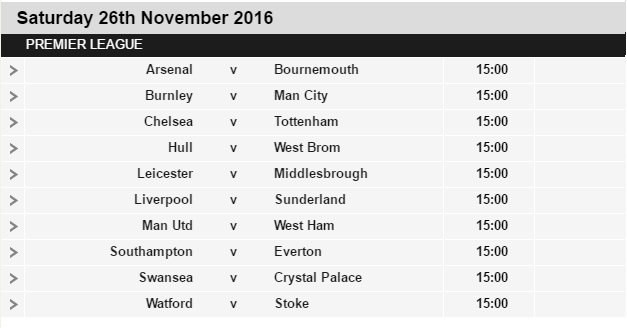 Saturday 26th November 2016
PREMIER LEAGUE
> Arsenal v Bournemouth 15:00
> Burnley v Man City 15:00
> Chelsea v Tottenham 15:00
> Hull v West Brom 15:00
> Leicester v Middlesbrough 15:00
> Liverpool v Sunderland 15:00
> Man Utd v West Ham 15:00
> Southampton v Everton 15:00
> Swansea v Crystal Palace 15:00
> Watford v Stoke 15:00